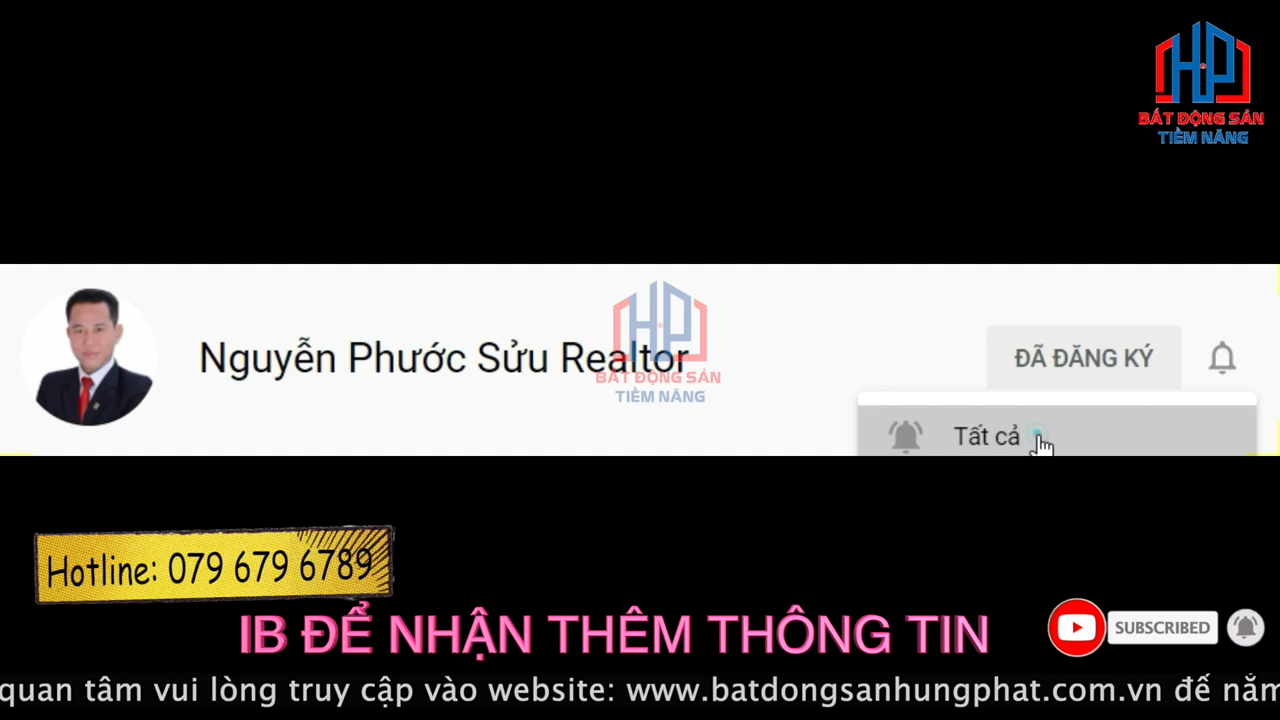 HP
BẤT ĐỘNG SẢN
TIỀM NĂNG
Nguyễn Phước Sửu Realtor
HP
BẤT ĐỘNG SẢN
TIỀM NĂNG
ĐÃ ĐĂNG KÝ
Tất cả
Hotline: 079 679 6789
IB ĐỂ NHẬN THÊM THÔNG TIN
SUBSCRIBED
quan tâm vui lòng truy cập vào website: www.batdongsanhungphat.com.vn để nắm